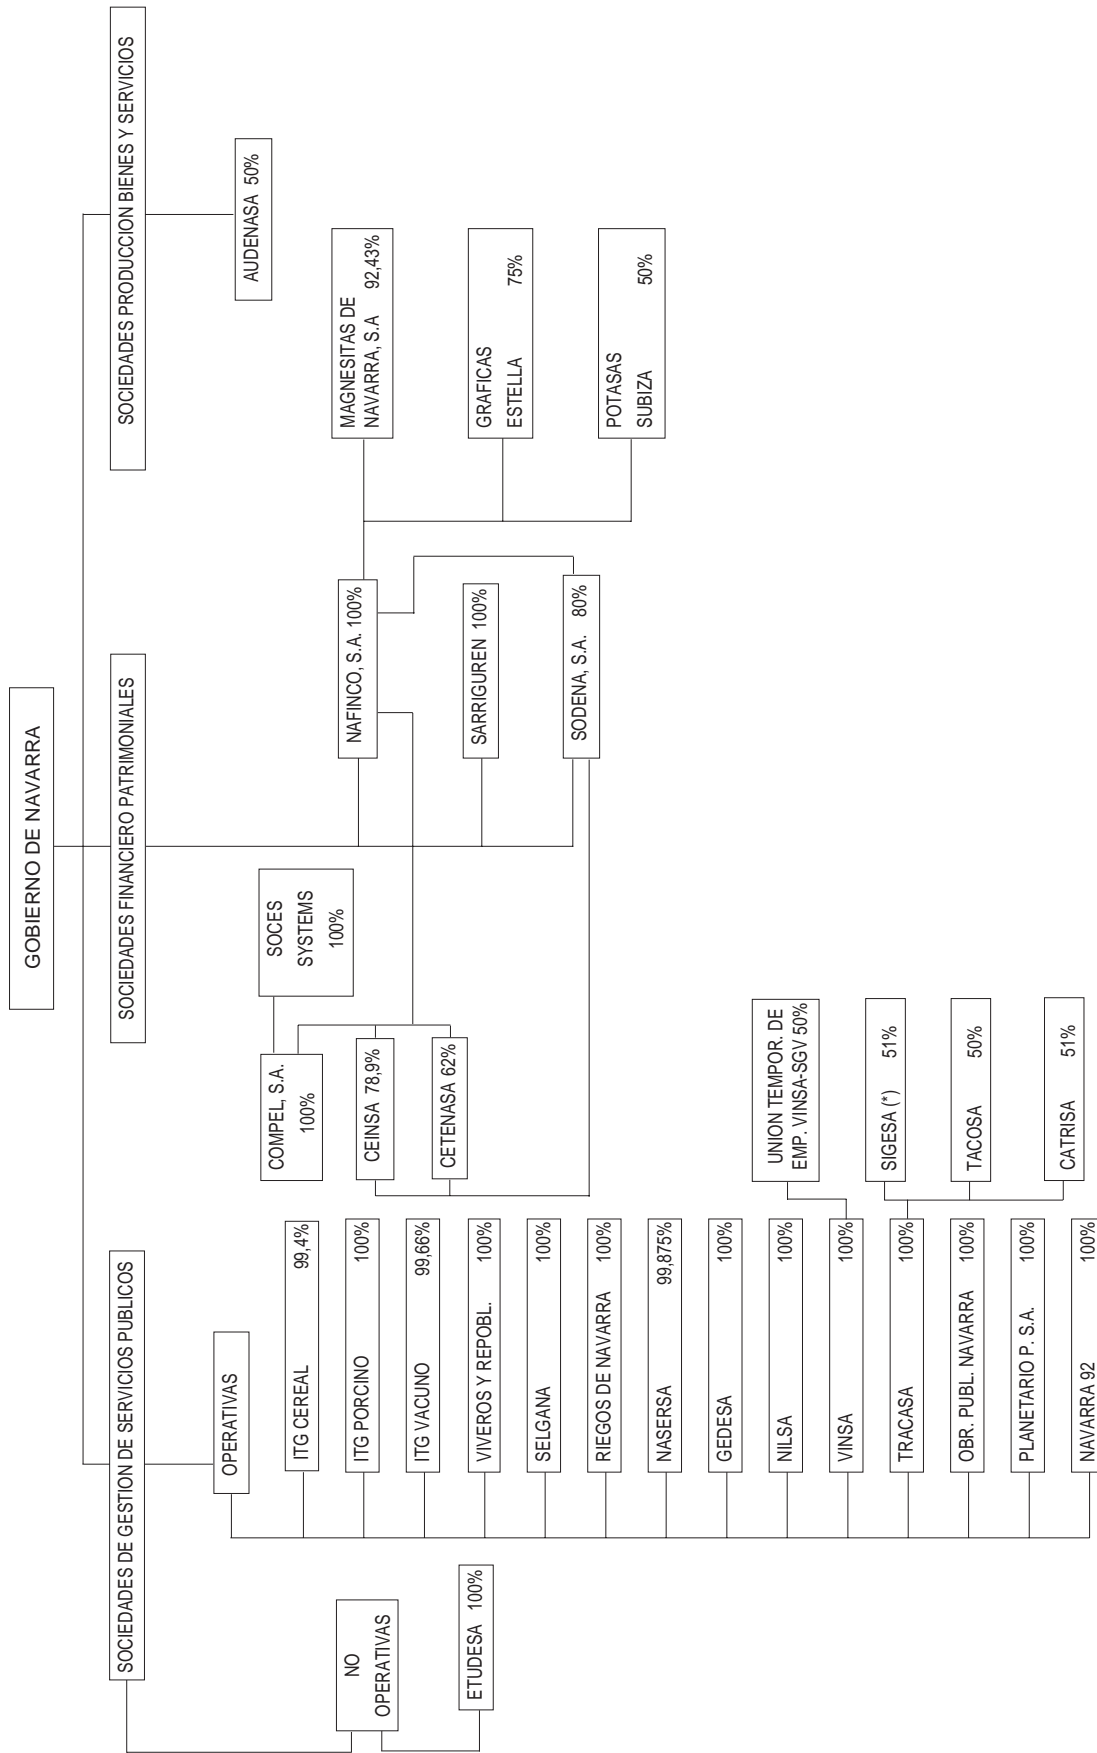 GOBIERNO DE NAVARRA
SOCIEDADES DE GESTION DE SERVICIOS PUBLICOS
SOCIEDADES FINANCIERO PATRIMONIALES
SOCIEDADES PRODUCCION BIENES Y SERVICIOS
NO
OPERATIVAS
ETUDESA 100%
OPERATIVAS
ITG CEREAL 99,4%
ITG PORCINO 100%
ITG VACUNO 99,66%
VIVEROS Y REPOBL. 100%
SELGANA 100%
RIEGOS DE NAVARRA 100%
NASERSA 99,875%
GEDESA 100%
NILSA 100%
VINSA 100%
TRACASA 100%
OBR. PUBL. NAVARRA 100%
PLANETARIO P. S.A. 100%
NAVARRA 92 100%
UNION TEMPOR. DE
EMP. VINSA-SGV 50%
SIGESA (*) 51%
TACOSA 50%
CATRISA 51%
COMPEL, S.A.
100%
CEINSA 78,9%
CETENASA 62%
SOCES
SYSTEMS
100%
NAFINCO, S.A. 100%
SARRIGUREN 100%
SODENA, S.A. 80%
MAGNESITAS DE
NAVARRA, S.A 92,43%
GRAFICAS
ESTELLA 75%
POTASAS
SUBIZA 50%
AUDENASA 50%